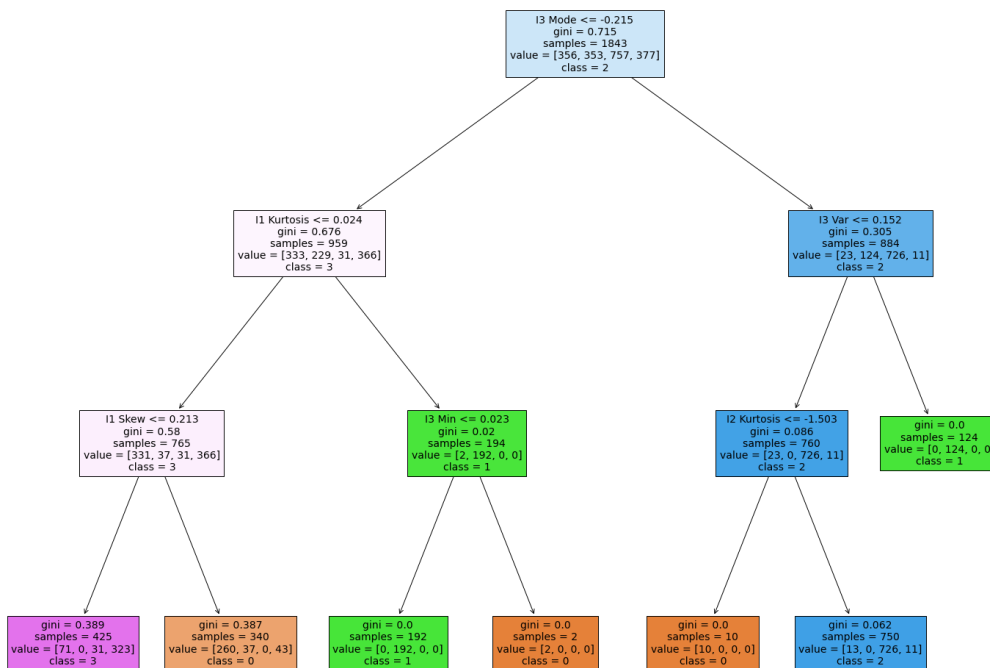 I3 Mode <= -0.215
gini = 0.715
samples = 1843
value = [356, 353, 757, 377]
class = 2
I1 Kurtosis <= 0.024
gini = 0.676
samples = 959
value = [333, 229, 31, 366]
class = 3
I3 Var <= 0.152
gini = 0.305
samples = 884
value = [23, 124, 726, 11]
class = 2
I1 Skew <= 0.213
gini = 0.58
samples = 765
value = [331, 37, 31, 366]
class = 3
I3 Min <= 0.023
gini = 0.02
samples = 194
value = [2, 192, 0, 0]
class = 1
I2 Kurtosis <= -1.503
gini = 0.086
samples = 760
value = [23, 0, 726, 11]
class = 2
gini = 0.0
samples = 124
value = [0, 124, 0, 0]
class = 1
gini = 0.389
samples = 425
value = [71, 0, 31, 323]
class = 3
gini = 0.387
samples = 340
value = [260, 37, 0, 43]
class = 0
gini = 0.0
samples = 192
value = [0, 192, 0, 0]
class = 1
gini = 0.0
samples = 2
value = [2, 0, 0, 0]
class = 0
gini = 0.0
samples = 10
value = [10, 0, 0, 0]
class = 0
gini = 0.062
samples = 750
value = [13, 0, 726, 11]
class = 2